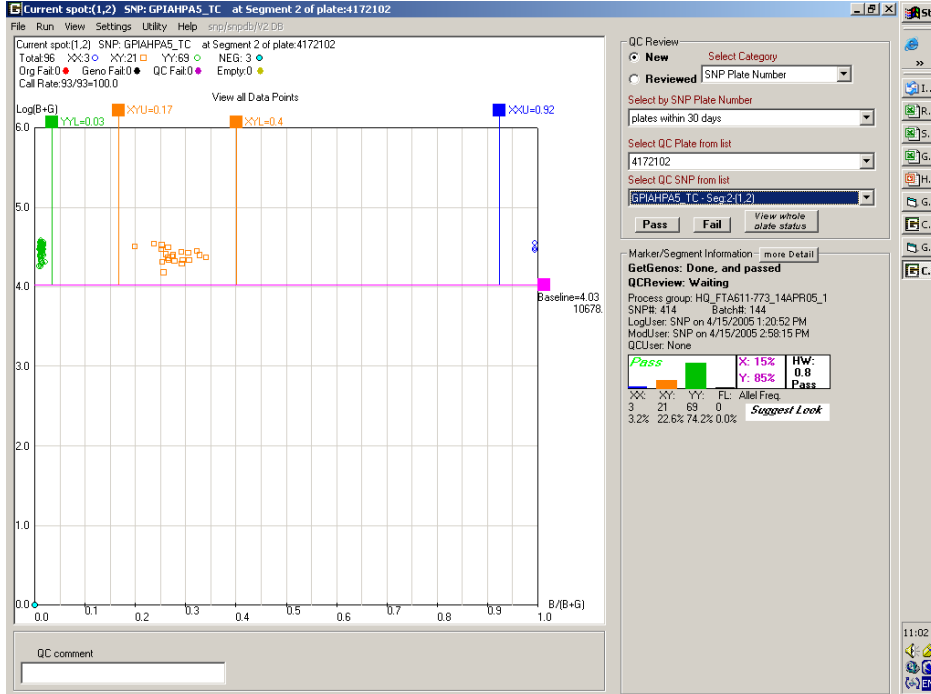 Current spot:(1,2) SNP: GPIAHPA5_TC at Segment 2 of plate:4172102
File Run View Settings Utility Help snp/snpdb/V2 DB
Current spot:(1,2) SNP: GPIAHPA5_TC at Segment 2 of plate:4172102
Total:96 XX:3 XY:21 YY:69 NEG: 3
Org Fail:0 Geno Fail:0 QC Fail:0 Empty:0
Call Rate:93/93=100.0
View all Data Points
Log(B+G)
XYU=0.17
XXU=0.92
YYL=0.03
XYL=0.4
6.0
5.0
4.0
Baseline=4.03
10678.
3.0
2.0
1.0
0.0
B/(B+G)
0.0 0.1 0.2 0.3 0.4 0.5 0.6 0.7 0.8 0.9 1.0
QC comment
QC Review
New
Select Category
Reviewed
SNP Plate Number
Select by SNP Plate Number
plates within 30 days
Select QC Plate from list
4172102
Select QC SNP from list
GPIAHPA5_TC - Seg:2-(1,2)
Pass
Fail
View whole
plate status
Marker/Segment Information
more Detail
GetGenos: Done, and passed
QCReview: Waiting
Process group: HQ_FTA611-773_14APR05_1
SNP#: 414 Batch#: 144
LogUser: SNP on 4/15/2005 1:20:52 PM
ModUser: SNP on 4/15/2005 2:58:15 PM
QCUser: None
Pass
X: 15%
Y: 85%
HW:
0.8
Pass
XX: XY: YY: FL: Allel Freq.
3 21 69 0
3.2% 22.6% 74.2% 0.0%
Suggest Look
St
»
I..
R.
S.
G.
H.
G.
C.
G.
C.
11:02
EN